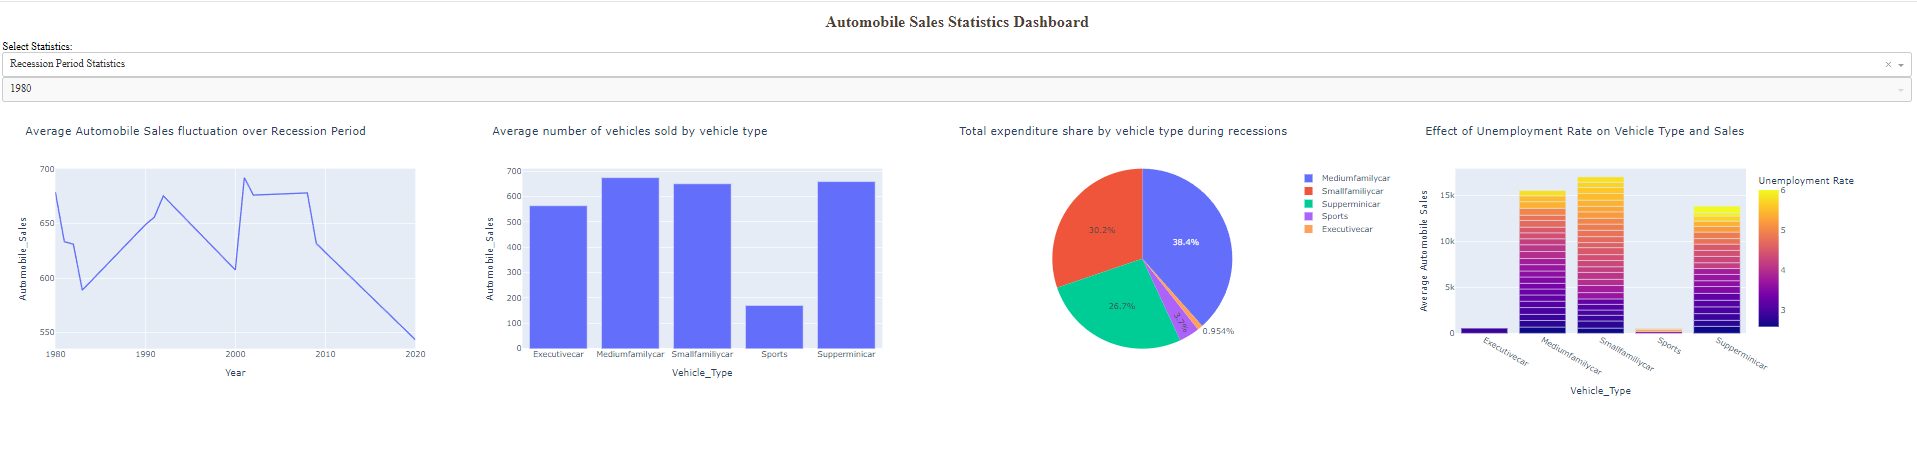 Automobile Sales Statistics Dashboard
Select Statistics:
Recession Period Statistics
×
1980
Average Automobile Sales fluctuation over Recession Period
700
650
600
550
Automobile_Sales
1980
1990
2000
2010
2020
Year
Average number of vehicles sold by vehicle type
700
600
500
400
300
200
100
0
Automobile_Sales
Executivecar
Mediumfamilycar
Smallfamiliycar
Sports
Supperminicar
Vehicle_Type
Total expenditure share by vehicle type during recessions
38.4%
30.2%
26.7%
3.7%
0.954%
Mediumfamilycar
Smallfamiliycar
Supperminicar
Sports
Executivecar
Effect of Unemployment Rate on Vehicle Type and Sales
15k
10k
5k
0
Average Automobile Sales
Executivecar
Mediumfamilycar
Smallfamiliycar
Sports
Supperminicar
Vehicle_Type
Unemployment Rate
6
5
4
3